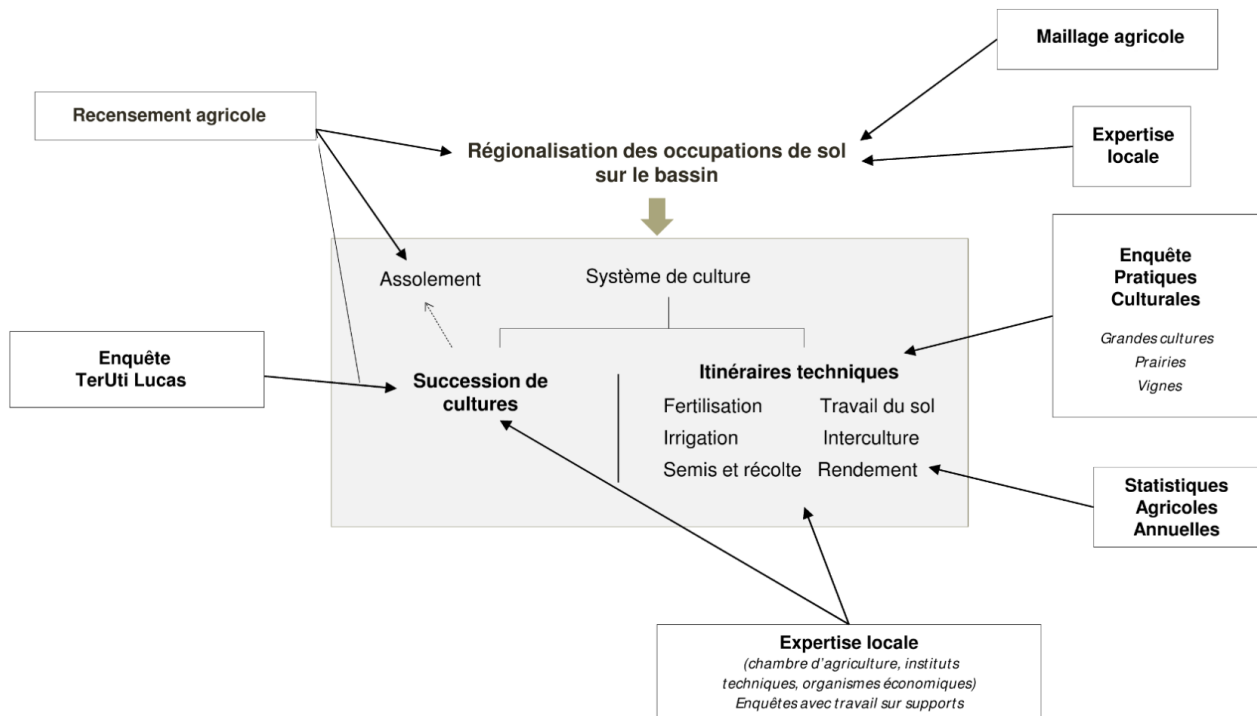 Maillage agricole
Recensement agricole
Expertise
locale
Régionalisation des occupations de sol
sur le bassin
Assolement
Système de culture
Enquête
Pratiques
Culturales
Grandes cultures
Prairies
Vignes
Enquête
TerUti Lucas
Succession de
cultures
Itinéraires techniques
Fertilisation
Travail du sol
Irrigation
Interculture
Semis et récolte
Rendement
Statistiques
Agricoles
Annuelles
Expertise locale
(chambre d'agriculture, instituts
techniques, organismes économiques)
Enquêtes avec travail sur supports